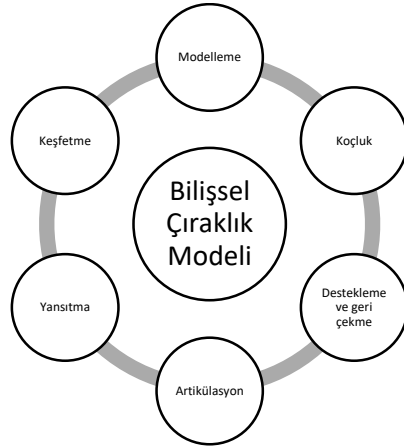 Modelleme
Koçluk
Destekleme
ve geri
çekme
Artikülasyon
Yansıtma
Keşfetme
Bilişsel
Çıraklık
Modeli